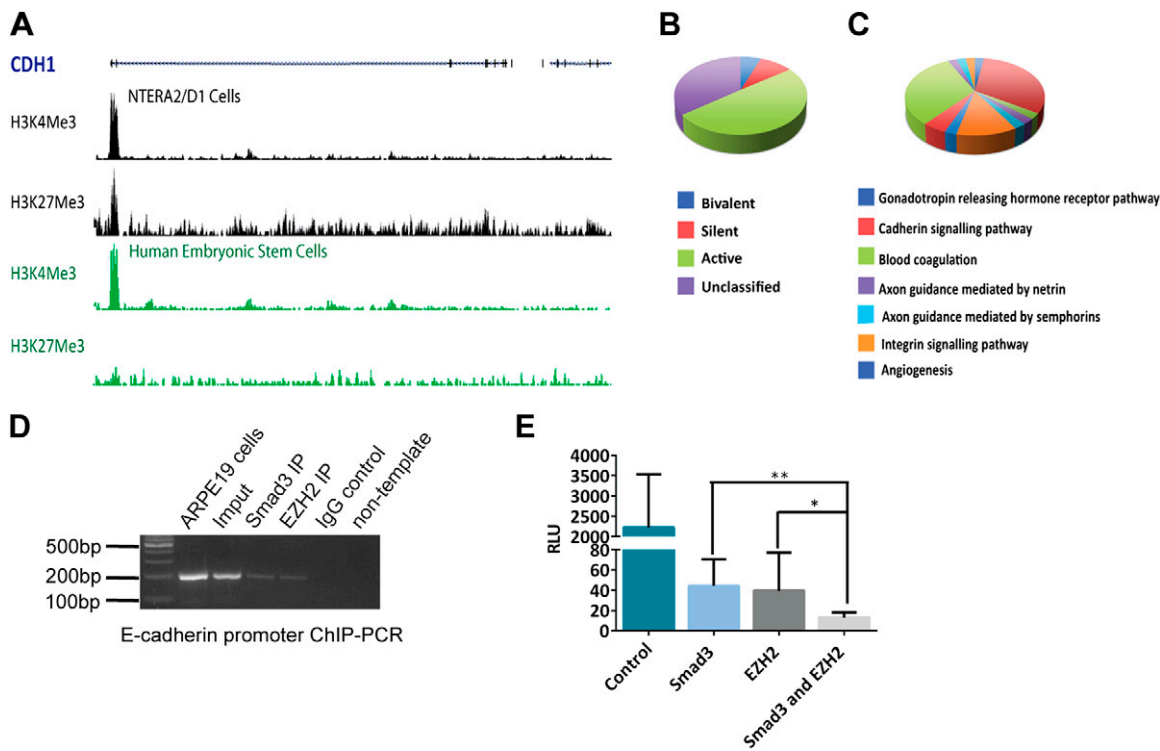 A
CDH1
NTERA2/D1 Cells
H3K4Me3
H3K27Me3
Human Embryonic Stem Cells
H3K4Me3
H3K27Me3
B
Bivalent
Silent
Active
Unclassified
C
Gonadotropin releasing hormone receptor pathway
Cadherin signalling pathway
Blood coagulation
Axon guidance mediated by netrin
Axon guidance mediated by semphorins
Integrin signalling pathway
Angiogenesis
D
ARPE19 cells
Imput
Smad3 IP
EZH2 IP
IgG control
non-template
500bp
200bp
100bp
E-cadherin promoter ChIP-PCR
E
RLU
4000
3500
3000
2500
2000
80
60
40
20
0
**
*
Control
Smad3
EZH2
Smad3 and EZH2